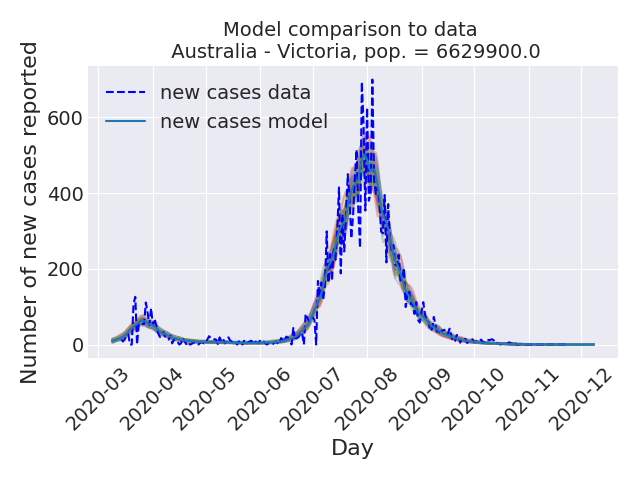 Model comparison to data
Australia - Victoria, pop. = 6629900.0
new cases data
new cases model
Number of new cases reported
600
400
200
0
2020-03
2020-04
2020-05
2020-06
2020-07
2020-08
2020-09
2020-10
2020-11
2020-12
Day